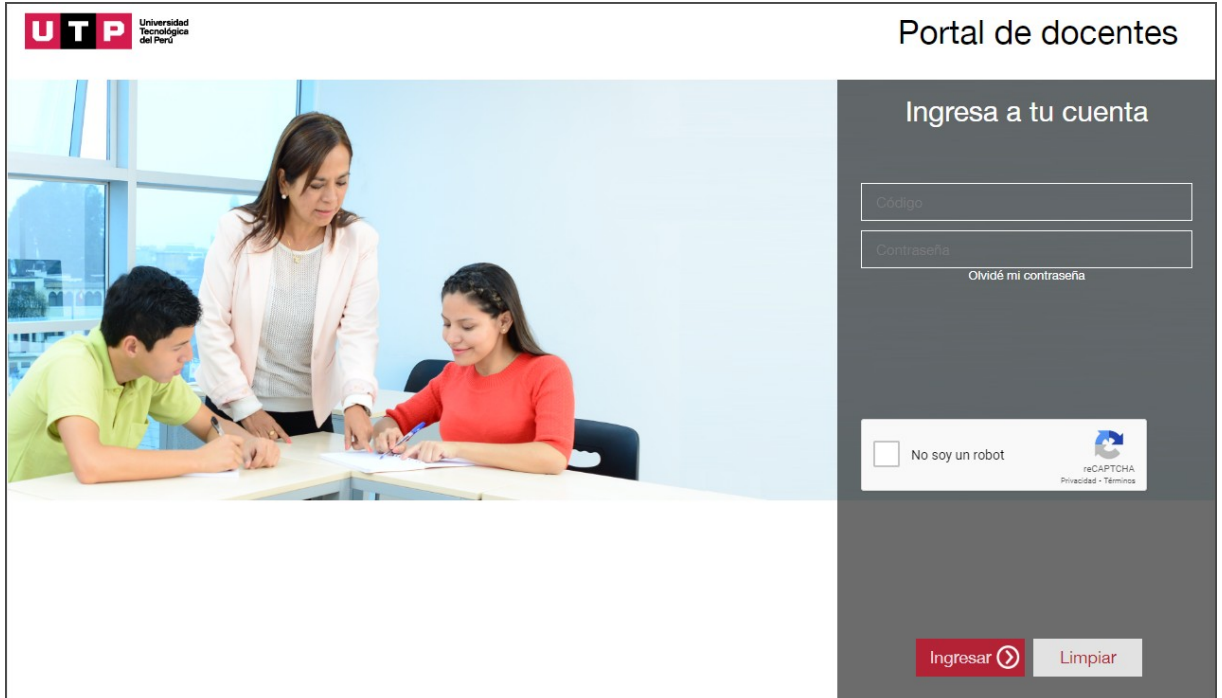 UTP Universidad
Tecnológica
del Perú
Portal de docentes
Ingresa a tu cuenta
Código
Contraseña
Olvidé mi contraseña
No soy un robot
reCAPTCHA
Privacidad - Términos
Ingresar
Limpiar